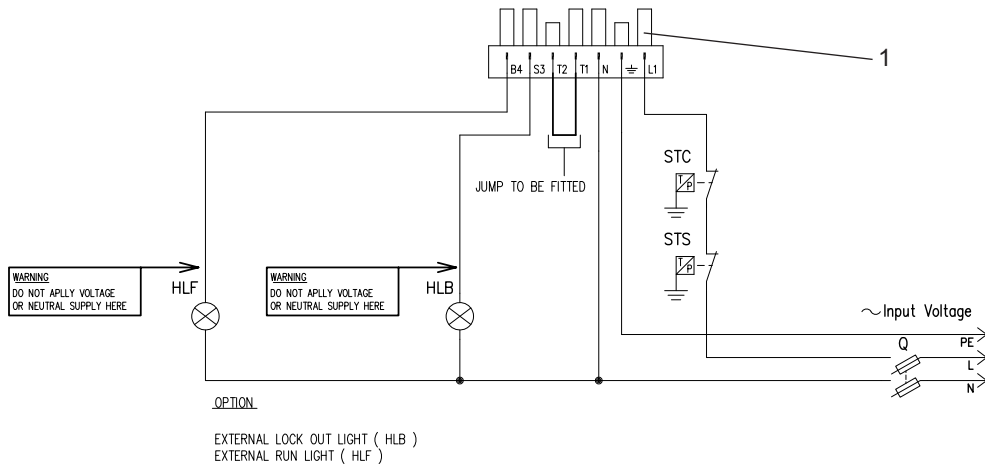 1
B4 S3 T2 T1 N L1
STC
T/P
JUMP TO BE FITTED
STS
T/P
WARNING
DO NOT APLLY VOLTAGE
OR NEUTRAL SUPPLY HERE
HLF
WARNING
DO NOT APLLY VOLTAGE
OR NEUTRAL SUPPLY HERE
HLB
~Input Voltage
PE
Q
L
N
OPTION
EXTERNAL LOCK OUT LIGHT ( HLB )
EXTERNAL RUN LIGHT ( HLF )